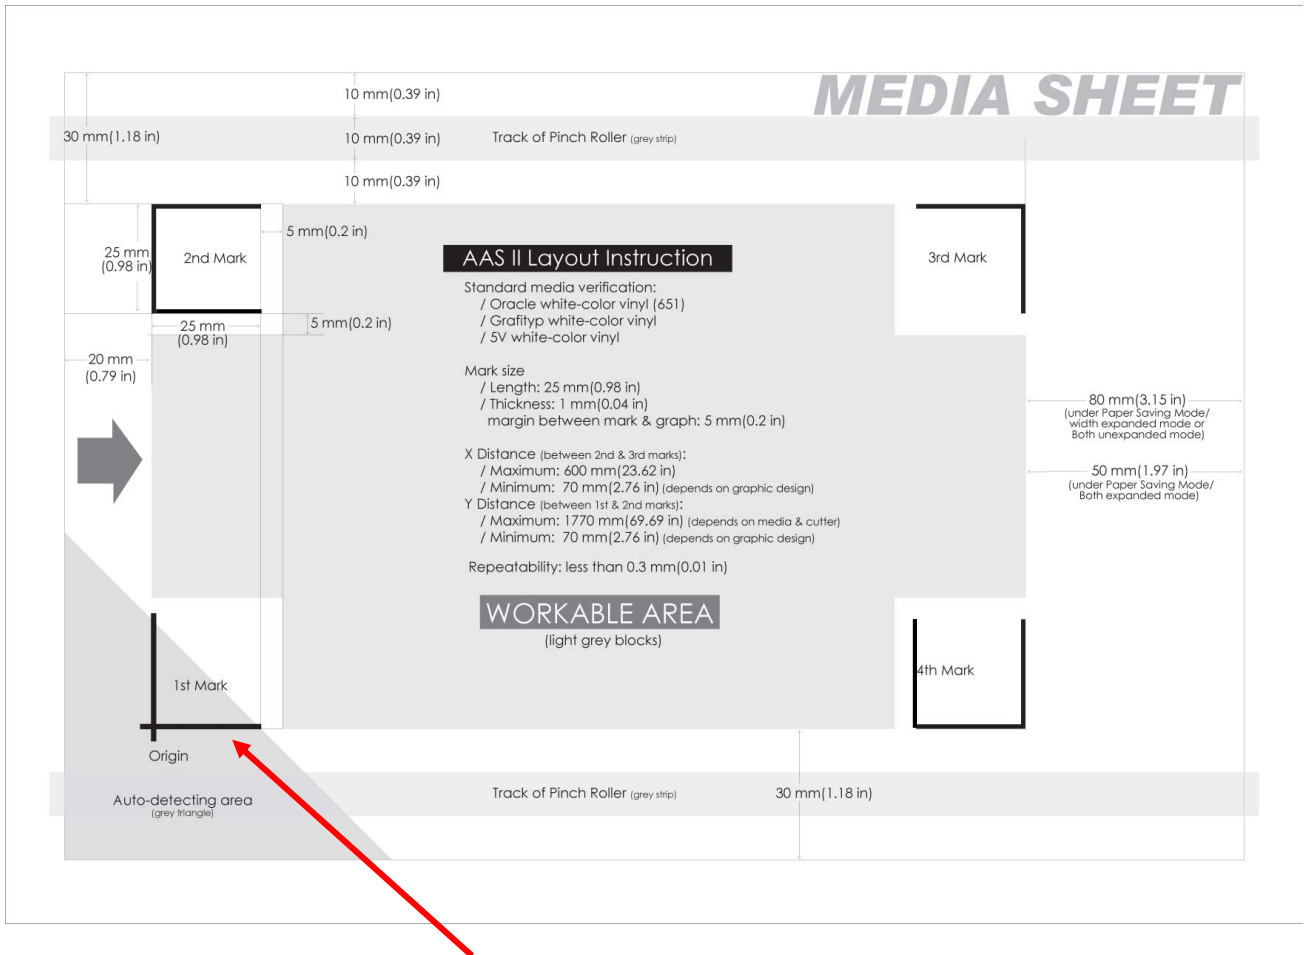 MEDIA SHEET
10 mm(0.39 in)
30 mm(1.18 in)
10 mm(0.39 in)
Track of Pinch Roller (grey strip)
10 mm(0.39 in)
5 mm(0.2 in)
25 mm
(0.98 in)
2nd Mark
AAS II Layout Instruction
3rd Mark
Standard media verification:
/ Oracle white-color vinyl (651)
/ Grafityp white-color vinyl
/ 5V white-color vinyl
25 mm
(0.98 in)
5 mm(0.2 in)
20 mm
(0.79 in)
Mark size
/ Length: 25 mm(0.98 in)
/ Thickness: 1 mm(0.04 in)
margin between mark & graph: 5 mm(0.2 in)
80 mm(3.15 in)
(under Paper Saving Mode/
width expanded mode or
Both unexpanded mode)
X Distance (between 2nd & 3rd marks):
/ Maximum: 600 mm(23.62 in)
/ Minimum: 70 mm(2.76 in) (depends on graphic design)
Y Distance (between 1st & 2nd marks):
/ Maximum: 1770 mm(69.69 in) (depends on media & cutter)
/ Minimum: 70 mm(2.76 in) (depends on graphic design)
50 mm(1.97 in)
(under Paper Saving Mode/
Both expanded mode)
Repeatability: less than 0.3 mm(0.01 in)
WORKABLE AREA
(light grey blocks)
1st Mark
4th Mark
Origin
Auto-detecting area
(grey triangle)
Track of Pinch Roller (grey strip)
30 mm(1.18 in)